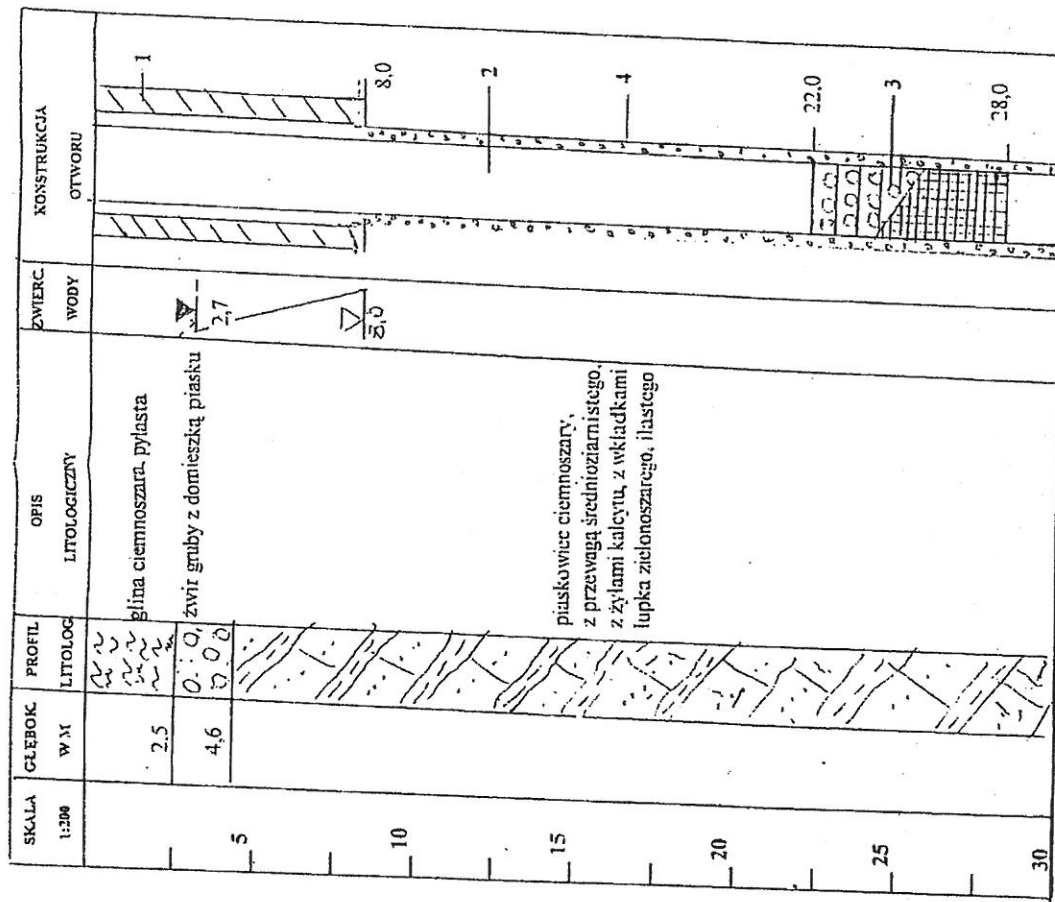 SKALA
1:200
GŁĘBOK.
W M
PROFIL
LITOLOG.
OPIS
LITOLOGICZNY
ZWIERC.
WODY
KONSTRUKCJA
OTWORU
2,5
glina ciemnoszara, pylasta
4,6
żwir gruby z domieszką piasku
piaskowiec ciemnoszary,
z przewagą średnioziarnistego,
z żyłami kalcytu, z wkładkami
łupka zielonoszarego, ilastego
2,7
8,0
1
8,0
2
4
22,0
3
28,0
5
10
15
20
25
30